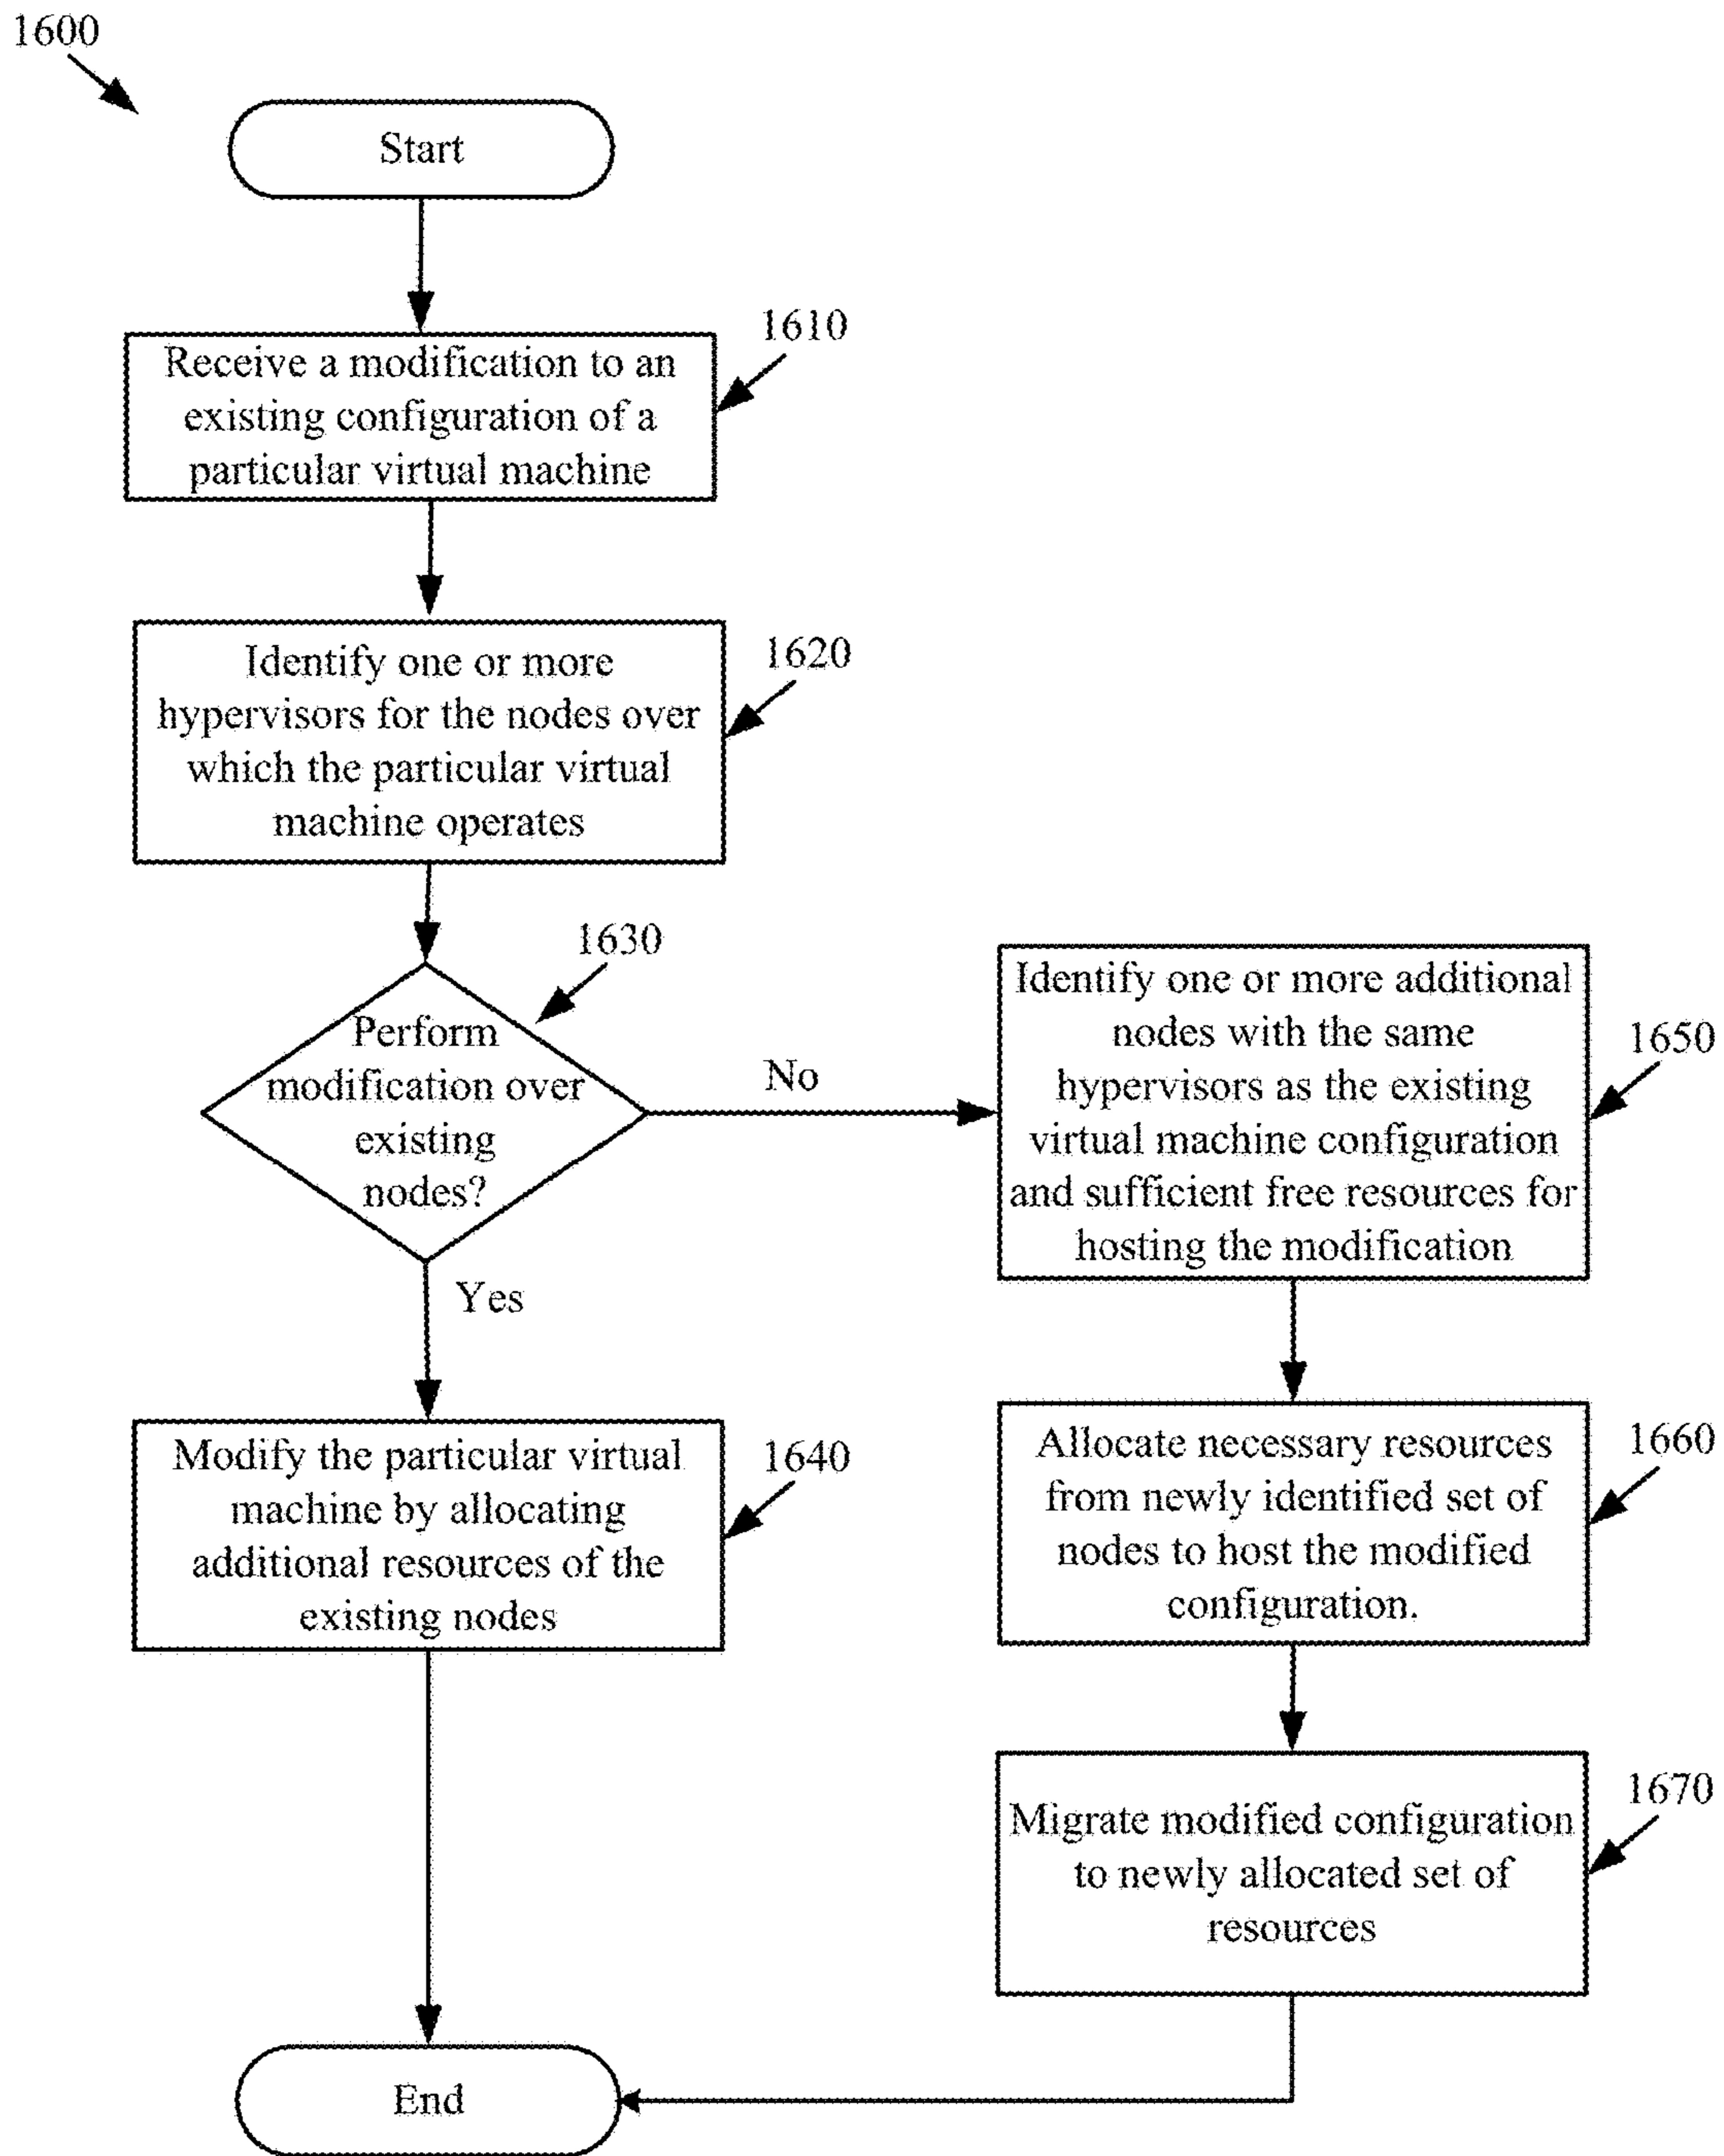 1600
Start
1610
Receive a modification to an
existing configuration of a
particular virtual machine
1620
Identify one or more
hypervisors for the nodes over
which the particular virtual
machine operates
1630
Perform
modification over
existing
nodes?
No
Yes
1640
Modify the particular virtual
machine by allocating
additional resources of the
existing nodes
1650
Identify one or more additional
nodes with the same
hypervisors as the existing
virtual machine configuration
and sufficient free resources for
hosting the modification
1660
Allocate necessary resources
from newly identified set of
nodes to host the modified
configuration.
1670
Migrate modified configuration
to newly allocated set of
resources
End